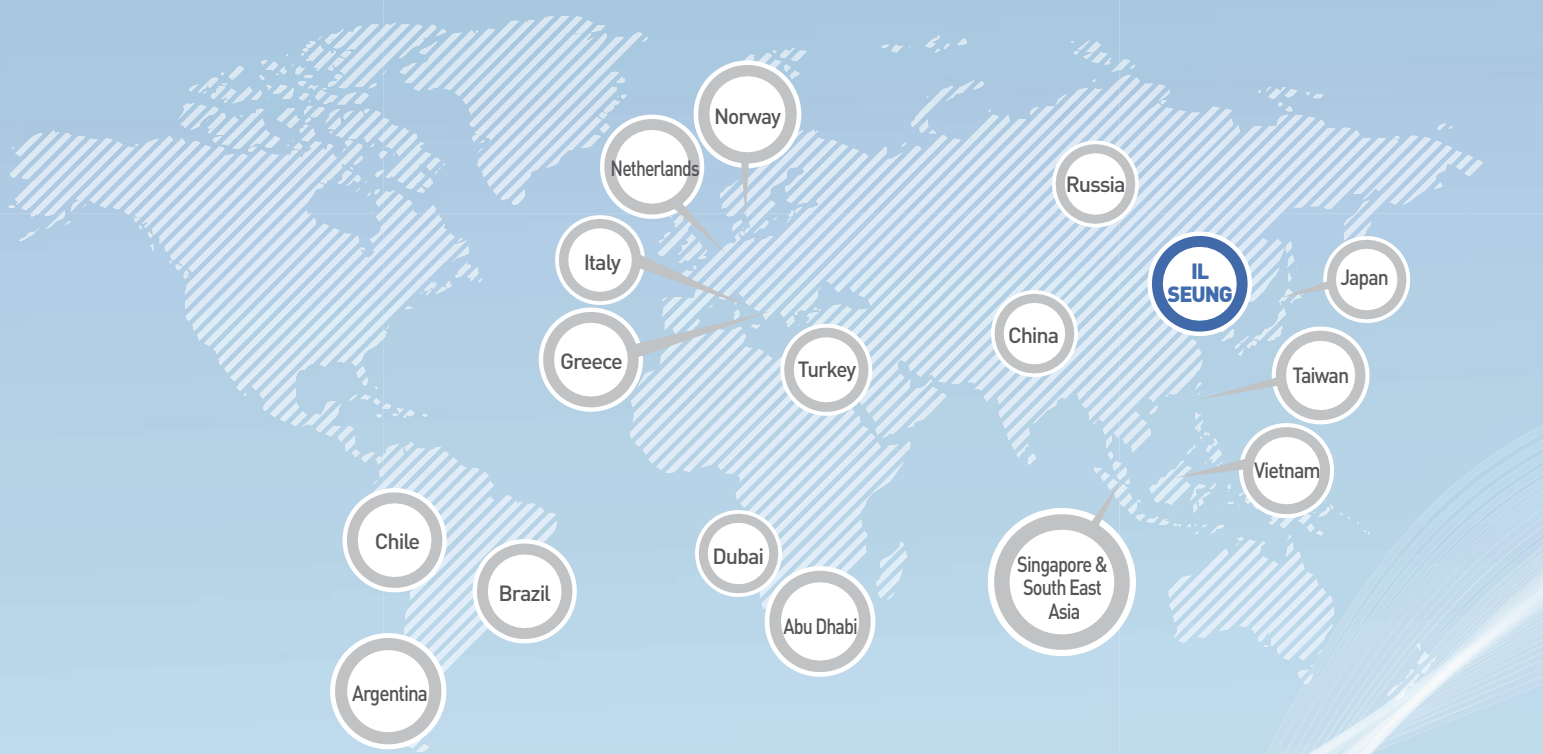 Norway
Netherlands
Russia
Italy
IL
SEUNG
Japan
China
Greece
Turkey
Taiwan
Vietnam
Chile
Dubai
Singapore &
South East
Asia
Brazil
Abu Dhabi
Argentina